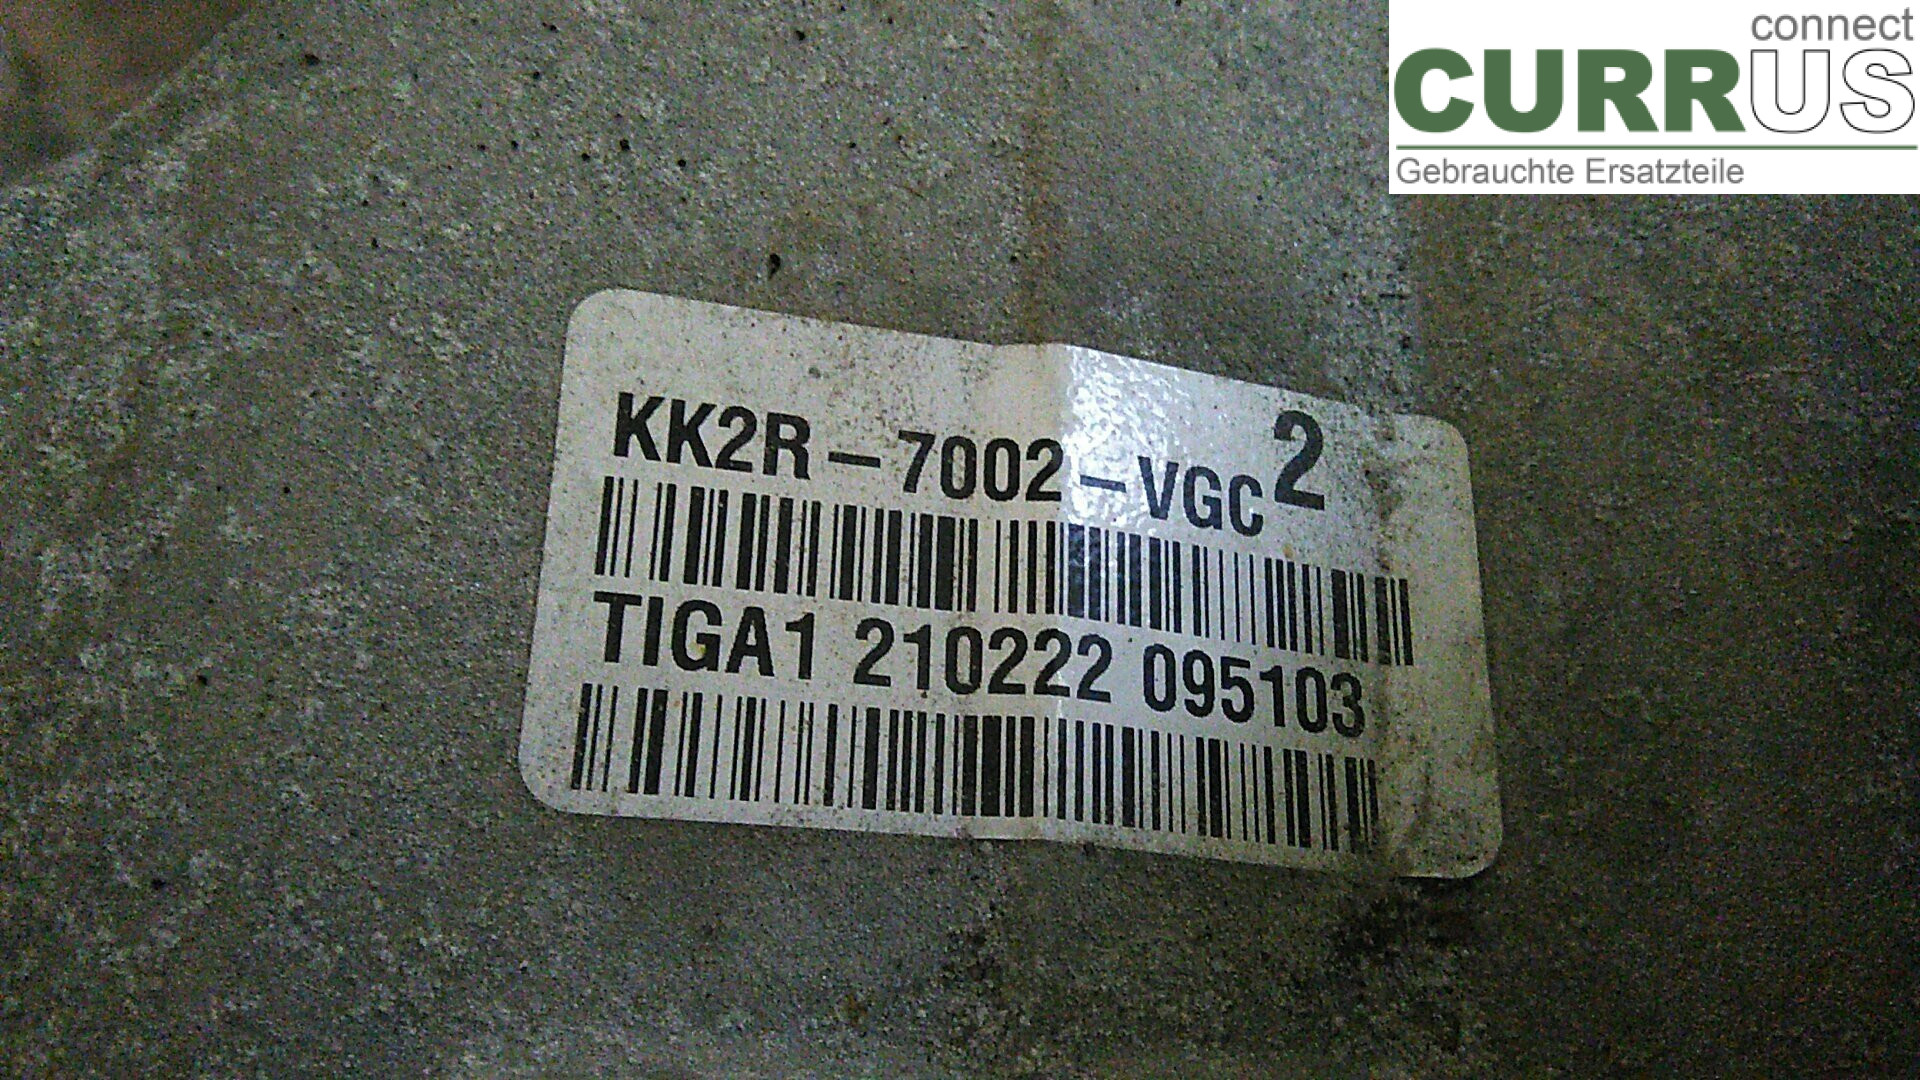 connect
CURRUS
Gebrauchte Ersatzteile
KK2R-7002-VGC 2
TIGA1 210222 095103